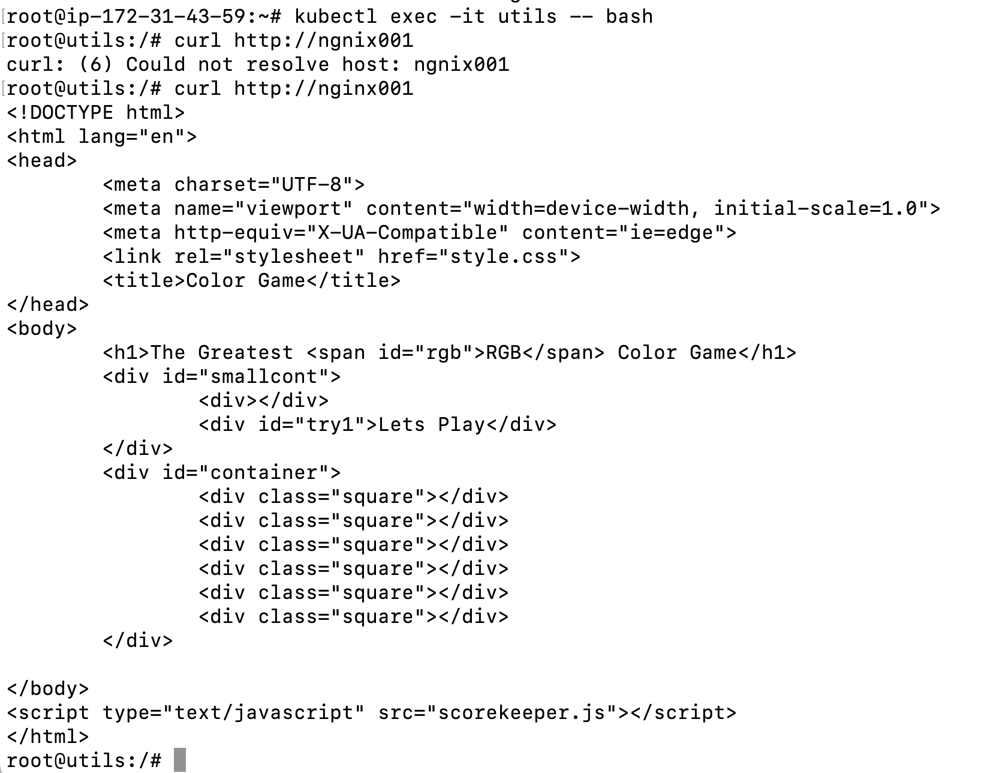 [root@ip-172-31-43-59:~# kubectl exec -it utils -- bash
[root@utils:/# curl http://ngnix001
curl: (6) Could not resolve host: ngnix001
[root@utils:/# curl http://nginx001
<!DOCTYPE html>
<html lang="en">
<head>
        <meta charset="UTF-8">
        <meta name="viewport" content="width=device-width, initial-scale=1.0">
        <meta http-equiv="X-UA-Compatible" content="ie=edge">
        <link rel="stylesheet" href="style.css">
        <title>Color Game</title>
</head>
<body>
        <h1>The Greatest <span id="rgb">RGB</span> Color Game</h1>
        <div id="smallcont">
                <div></div>
                <div id="try1">Lets Play</div>
        </div>
        <div id="container">
                <div class="square"></div>
                <div class="square"></div>
                <div class="square"></div>
                <div class="square"></div>
                <div class="square"></div>
                <div class="square"></div>
        </div>

</body>
<script type="text/javascript" src="scorekeeper.js"></script>
</html>
root@utils:/#